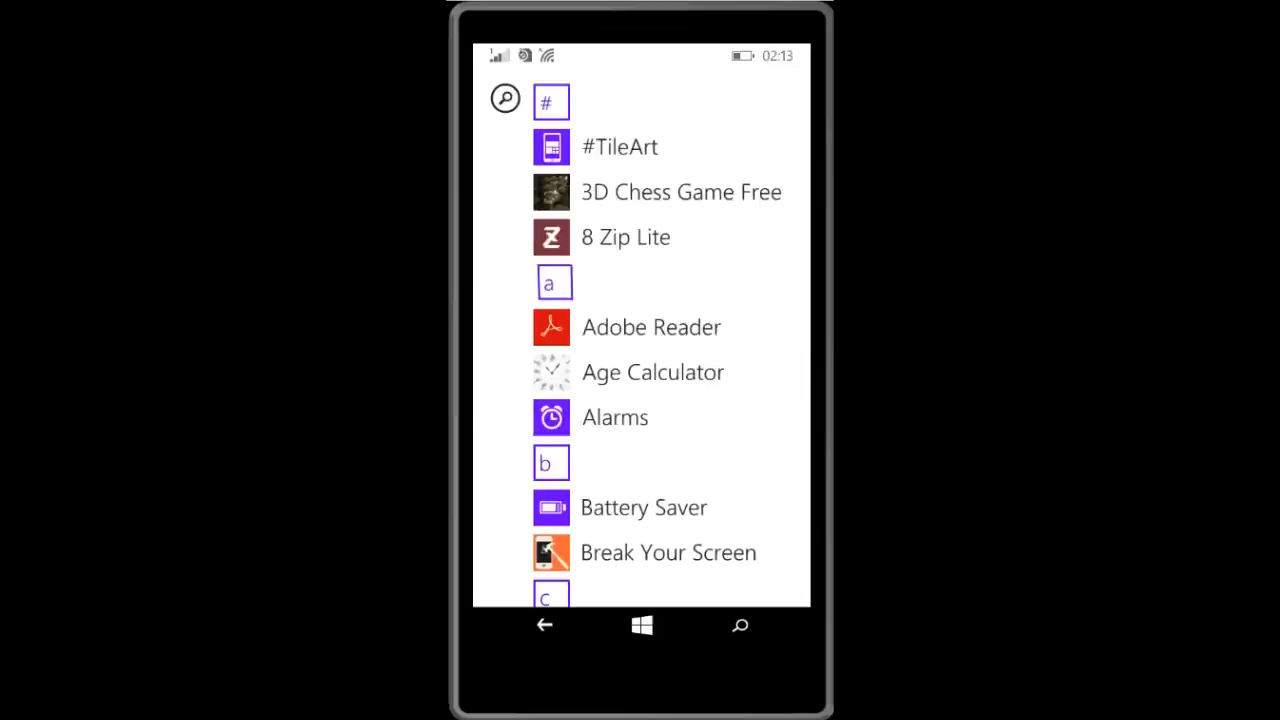 1
02:13
#
#TileArt
3D Chess Game Free
8 Zip Lite
a
Adobe Reader
Age Calculator
Alarms
b
Battery Saver
Break Your Screen
c